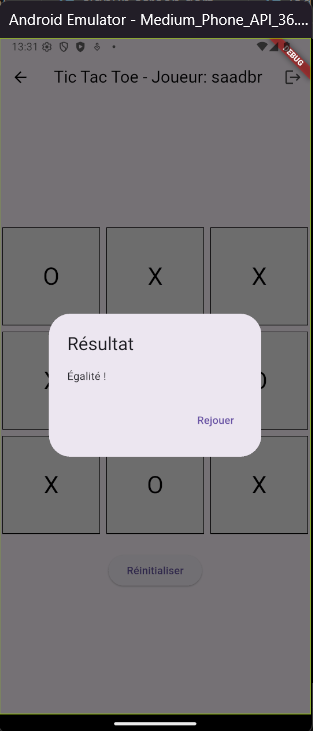 Android Emulator - Medium_Phone_API_36....
13:31
Tic Tac Toe - Joueur: saadbr
DEBUG
O X X
Résultat
Égalité !
Rejouer
X O X
Réinitialiser